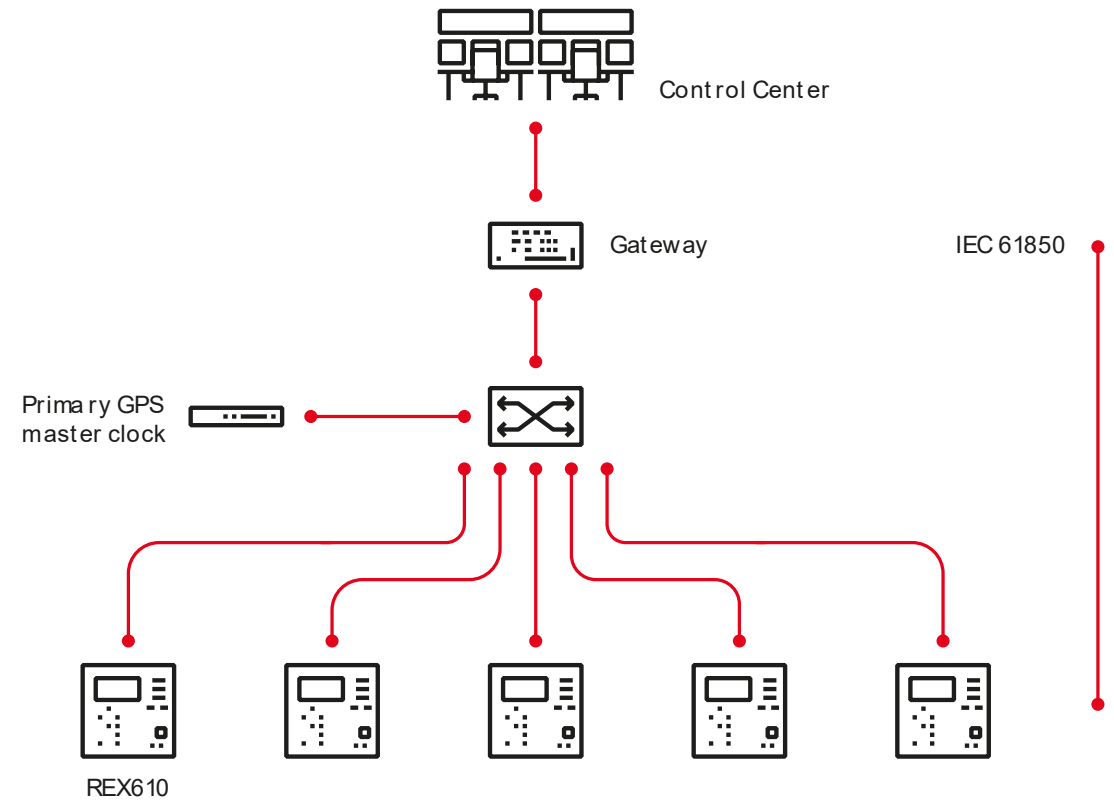 Control Center
Gateway
IEC 61850
Primary GPS
master clock
REX610